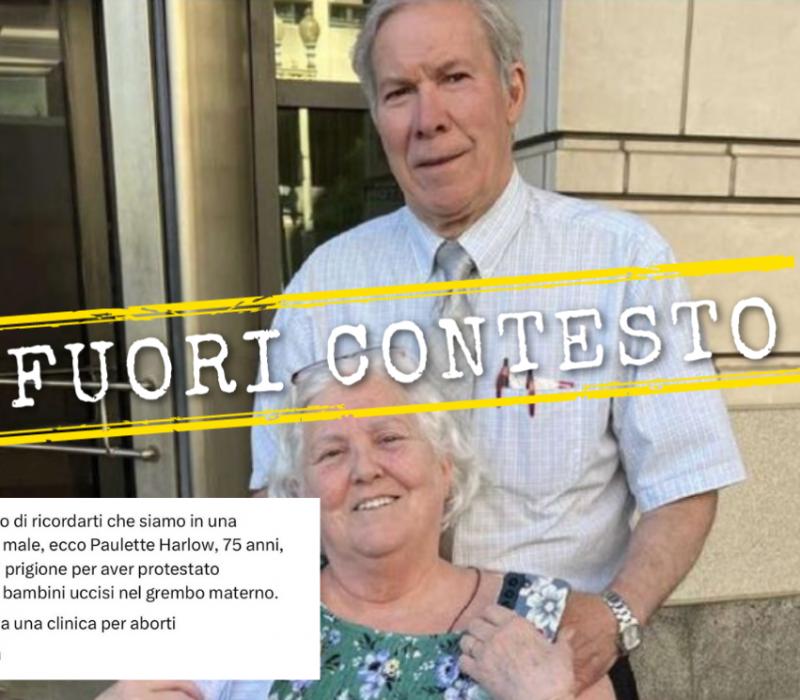 FUORI CONTESTO
o di ricordarti che siamo in una
male, ecco Paulette Harlow, 75 anni,
prigione per aver protestato
bambini uccisi nel grembo materno.
a una clinica per aborti